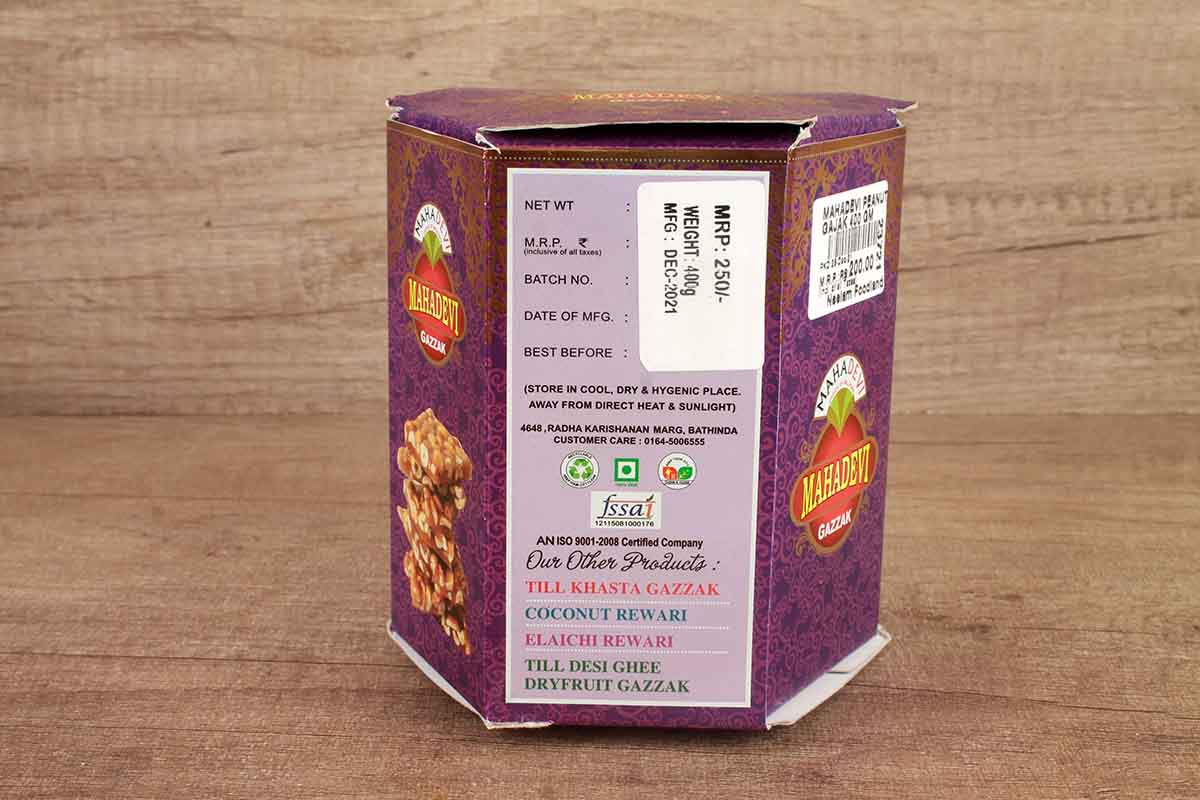 MAHADEVI
GAZZAK
MAHADEVI
MAHADEVI
GAZZAK
NET WT :
M.R.P. ₹ :
(inclusive of all taxes)
BATCH NO. :
DATE OF MFG. :
BEST BEFORE :
MRP: 250/-
WEIGHT: 400g
MFG : DEC-2021
(STORE IN COOL, DRY & HYGENIC PLACE.
AWAY FROM DIRECT HEAT & SUNLIGHT)
4648 ,RADHA KARISHANAN MARG, BATHINDA
CUSTOMER CARE : 0164-5006555
fssai
12115081000176
AN ISO 9001-2008 Certified Company
Our Other Products :
TILL KHASTA GAZZAK
COCONUT REWARI
ELAICHI REWARI
TILL DESI GHEE
DRYFRUIT GAZZAK
MAHADEVI PEANUT
GAJAK 400 GM
M R P :Rs.200.00
Neelam Foodland
MAHADEVI
MAHADEVI
GAZZAK